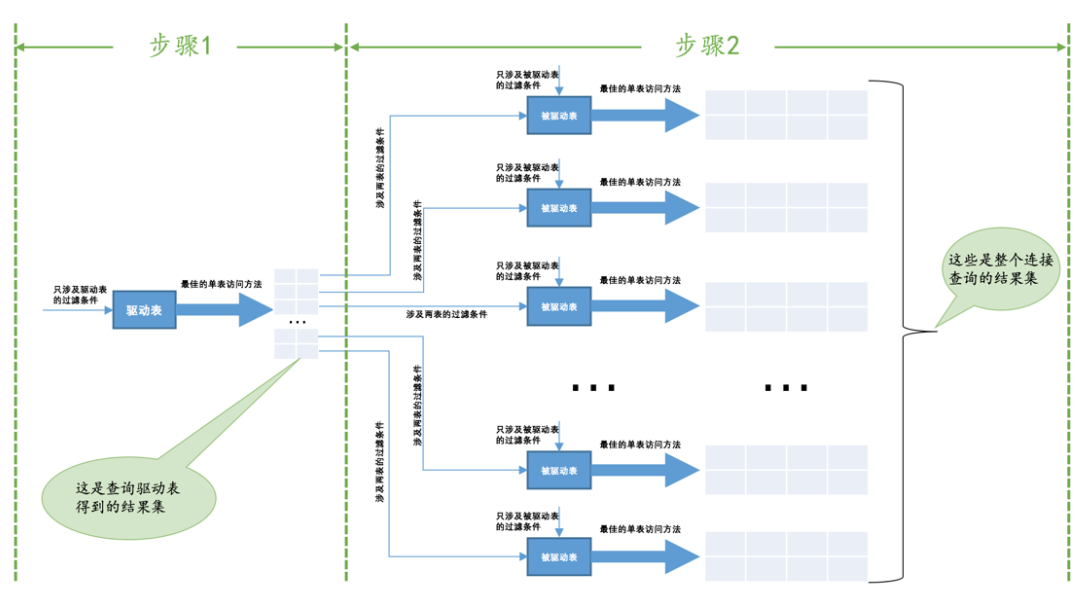 步骤1
步骤2
只涉及驱动表
的过滤条件
驱动表
最佳的单表访问方法
...
这是查询驱动表
得到的结果集
涉及两表的过滤条件
涉及两表的过滤条件
涉及两表的过滤条件
涉及两表的过滤条件
涉及两表的过滤条件
只涉及被驱动表
的过滤条件
被驱动表
最佳的单表访问方法
只涉及被驱动表
的过滤条件
被驱动表
最佳的单表访问方法
只涉及被驱动表
的过滤条件
被驱动表
最佳的单表访问方法
... ...
只涉及被驱动表
的过滤条件
被驱动表
最佳的单表访问方法
只涉及被驱动表
的过滤条件
被驱动表
最佳的单表访问方法
这些是整个连接
查询的结果集